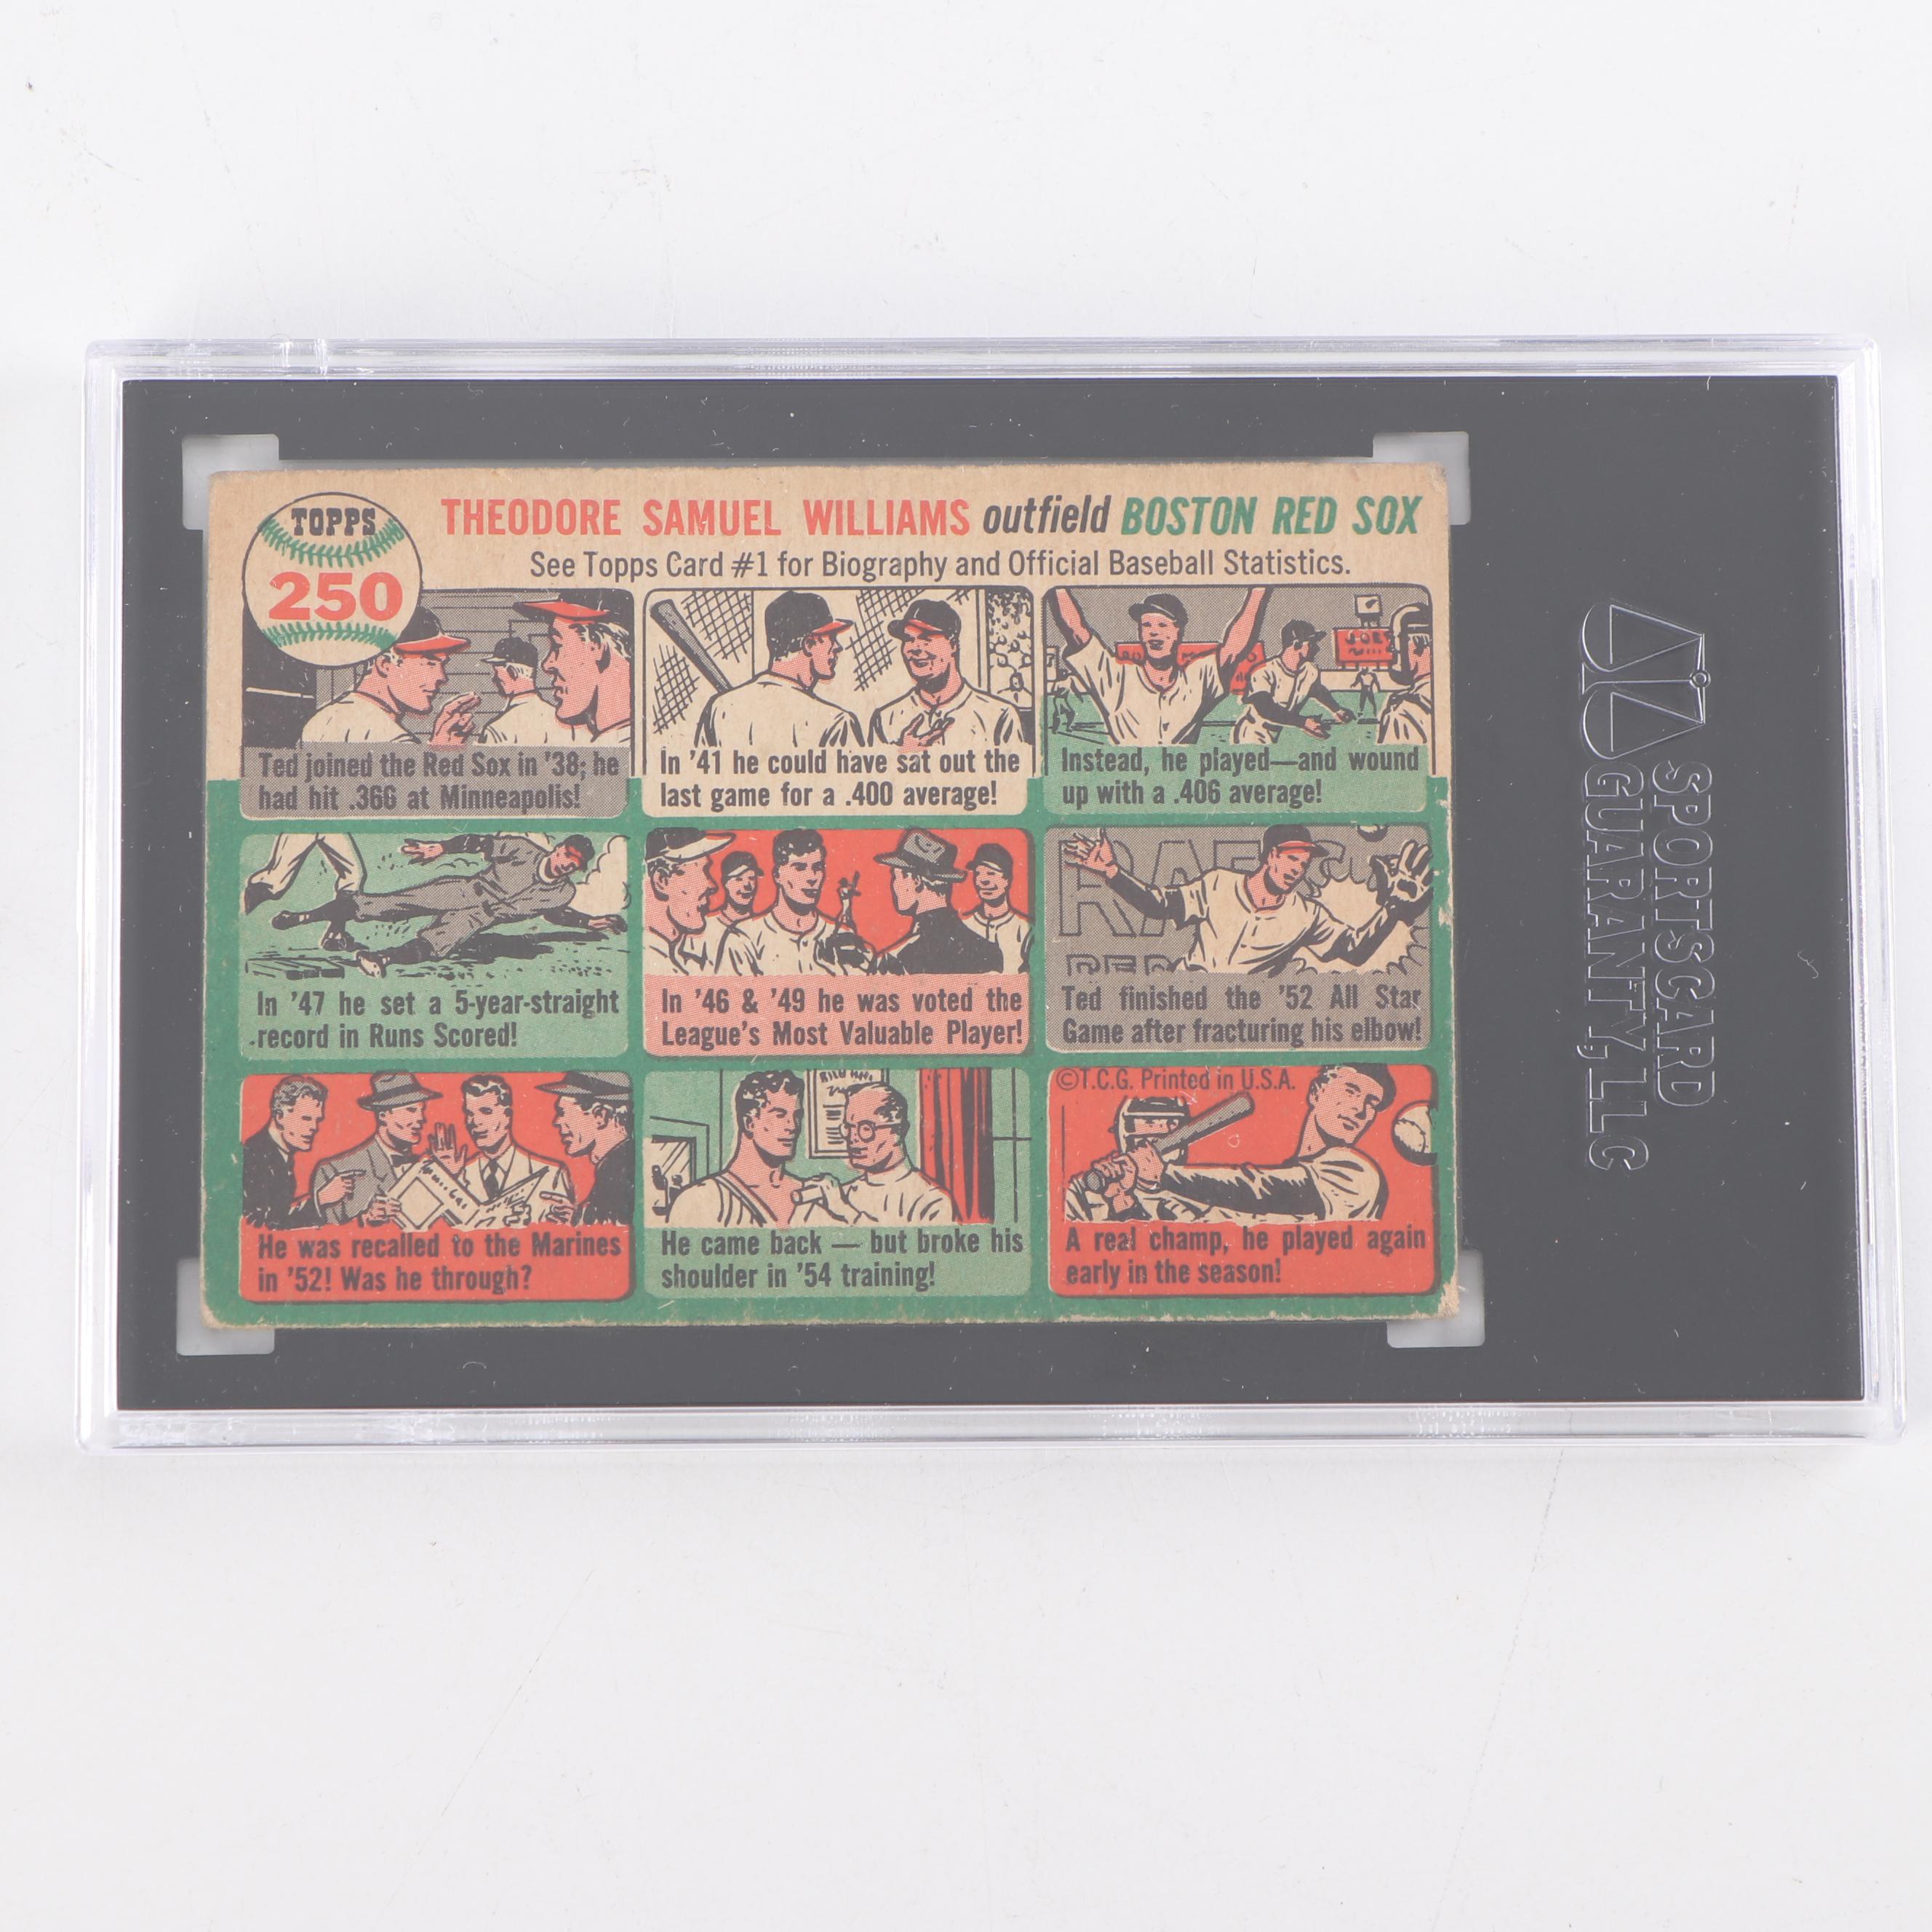 TOPPS
250
THEODORE SAMUEL WILLIAMS outfield BOSTON RED SOX
See Topps Card #1 for Biography and Official Baseball Statistics.
Ted joined the Red Sox in '38; he
had hit .366 at Minneapolis!
In '41 he could have sat out the
last game for a .400 average!
JOE'S
Instead, he played—and wound
up with a .406 average!
In '47 he set a 5-year-straight
record in Runs Scored!
In '46 & '49 he was voted the
League's Most Valuable Player!
Ted finished the '52 All Star
Game after fracturing his elbow!
He was recalled to the Marines
in '52! Was he through?
He came back — but broke his
shoulder in '54 training!
©T.C.G. Printed in U.S.A.
A real champ, he played again
early in the season!
SPORTSCARD
GUARANTY, LLC